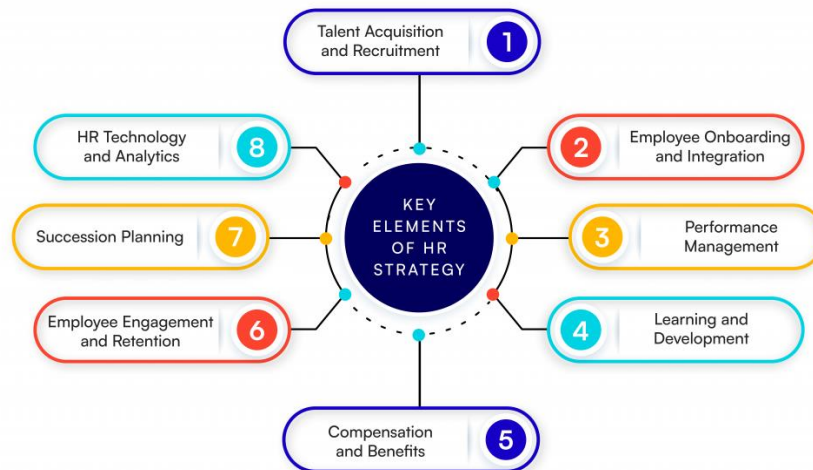 KEY
ELEMENTS
OF HR
STRATEGY
Talent Acquisition
and Recruitment
1
2
Employee Onboarding
and Integration
3
Performance
Management
4
Learning and
Development
Compensation
and Benefits
5
Employee Engagement
and Retention
6
Succession Planning
7
HR Technology
and Analytics
8